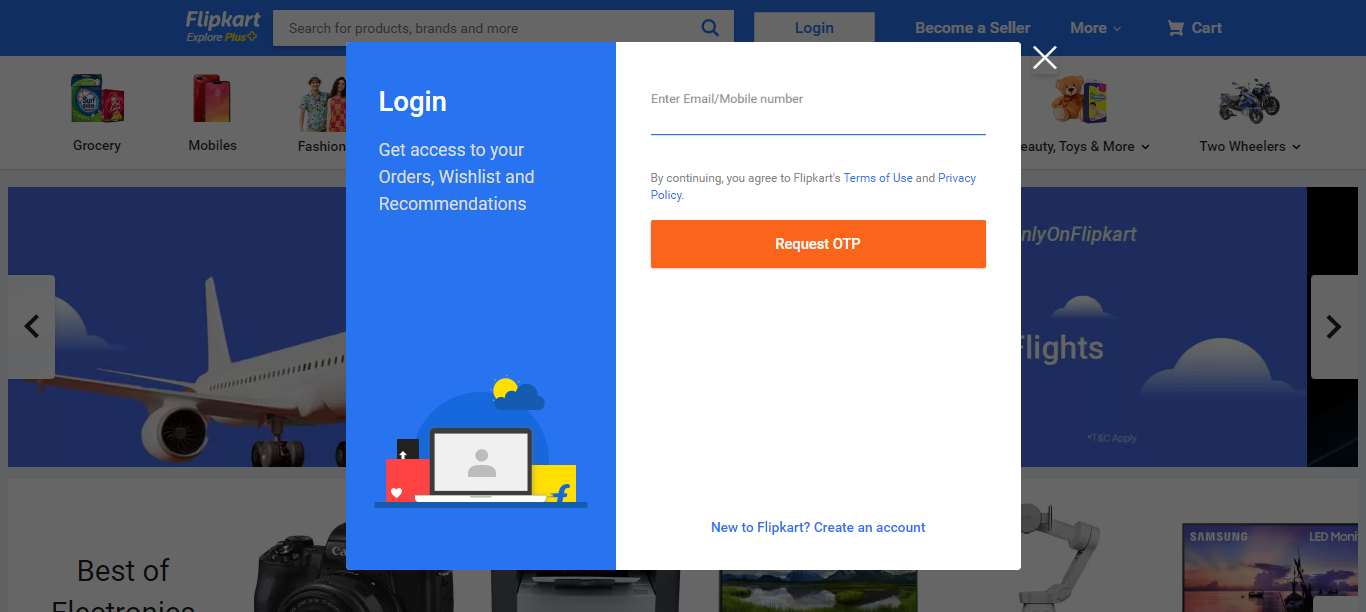 Flipkart
Explore Plus
Search for products, brands and more
Login
Become a Seller
More
Cart
Grocery
Mobiles
Fashion
eauty, Toys & More
Two Wheelers
Login
Get access to your
Orders, Wishlist and
Recommendations
Enter Email/Mobile number
By continuing, you agree to Flipkart's Terms of Use and Privacy
Policy.
Request OTP
New to Flipkart? Create an account
nlyOnFlipkart
Flights
*T&C Apply
Best of
Electronics
Ca
SAMSUNG
LED Moni